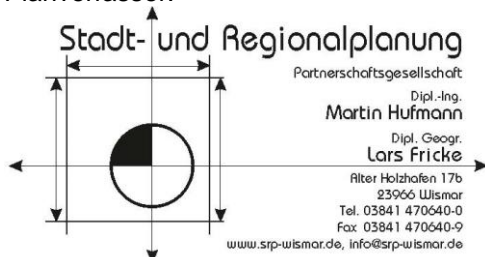 Planverfasser:
Stadt- und Regionalplanung
Partnerschaftsgesellschaft
Dipl.-Ing.
Martin Hufmann
Dipl. Geogr.
Lars Fricke
Alter Holzhafen 17b
23966 Wismar
Tel. 03841 470640-0
Fax 03841 470640-9
www.srp-wismar.de, info@srp-wismar.de